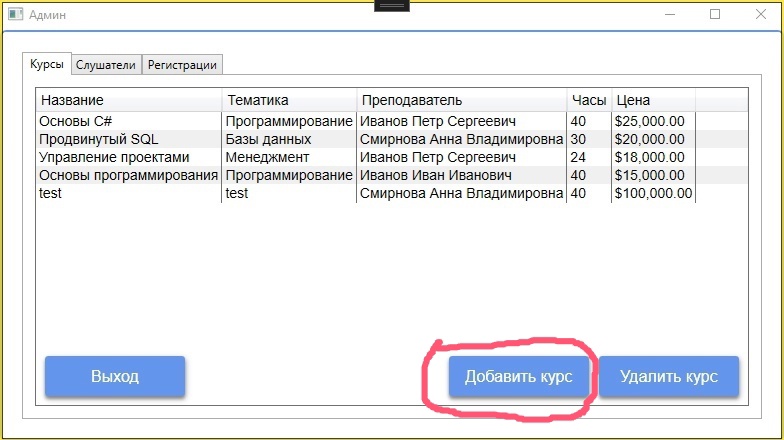 Админ
Курсы Слушатели Регистрации
Название Тематика Преподаватель Часы Цена
Основы C# Программирование Иванов Петр Сергеевич 40 $25,000.00
Продвинутый SQL Базы данных Смирнова Анна Владимировна 30 $20,000.00
Управление проектами Менеджмент Иванов Петр Сергеевич 24 $18,000.00
Основы программирования Программирование Иванов Иван Иванович 40 $15,000.00
test test Смирнова Анна Владимировна 40 $100,000.00
Выход Добавить курс Удалить курс